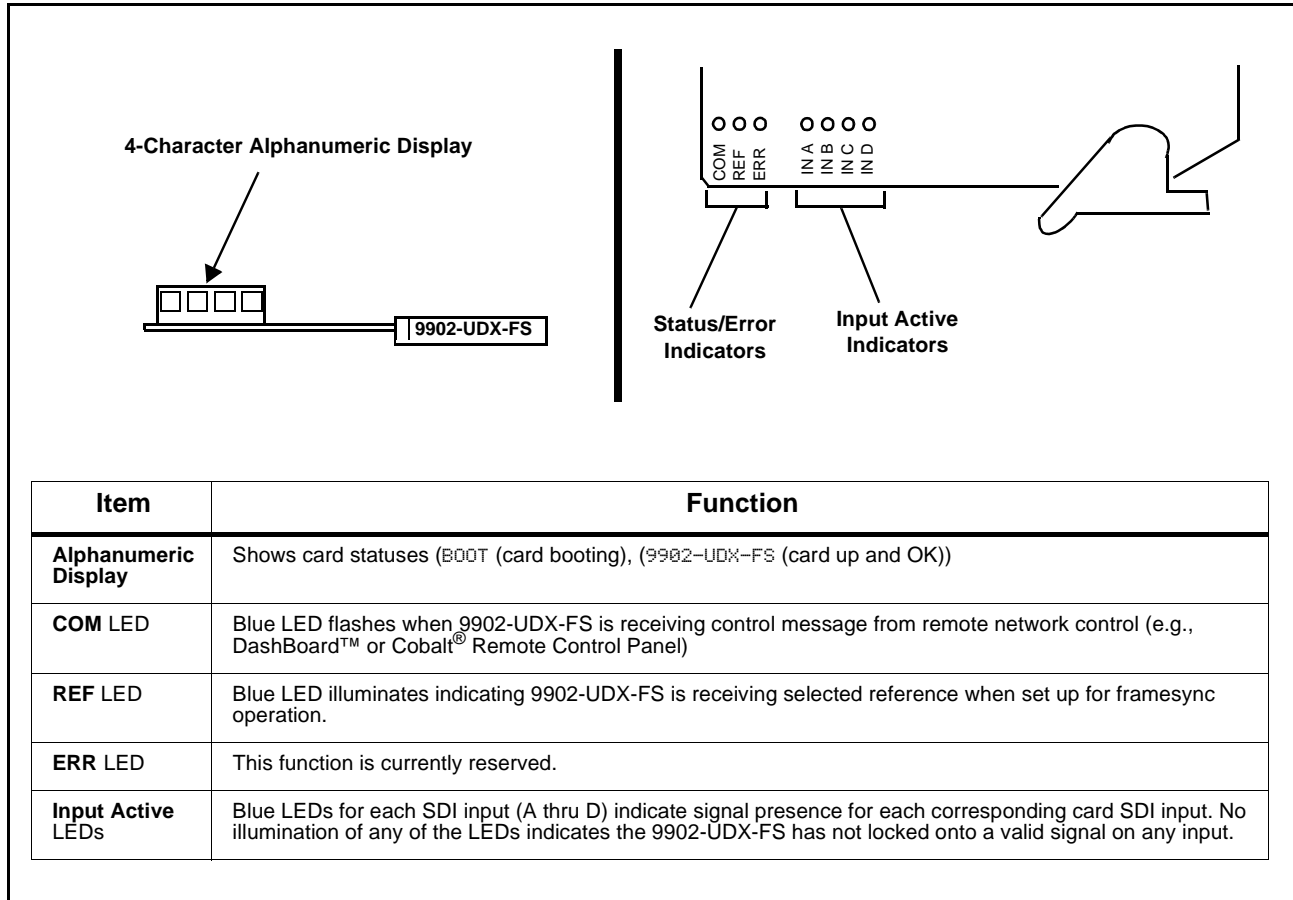 4-Character Alphanumeric Display
9902-UDX-FS
COM
REF
ERR
IN A
IN B
IN C
IN D
Status/Error
Indicators
Input Active
Indicators
Item Function
Alphanumeric
Display
Shows card statuses (BOOT (card booting), (9902-UDX-FS (card up and OK))
COM LED
Blue LED flashes when 9902-UDX-FS is receiving control message from remote network control (e.g.,
DashBoard™ or Cobalt® Remote Control Panel)
REF LED
Blue LED illuminates indicating 9902-UDX-FS is receiving selected reference when set up for framesync
operation.
ERR LED
This function is currently reserved.
Input Active
LEDs
Blue LEDs for each SDI input (A thru D) indicate signal presence for each corresponding card SDI input. No
illumination of any of the LEDs indicates the 9902-UDX-FS has not locked onto a valid signal on any input.